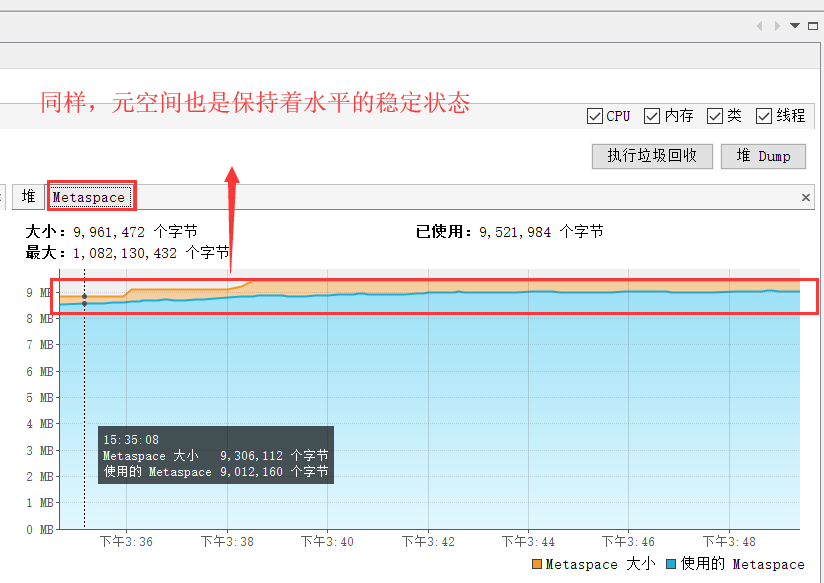 同样，元空间也是保持着水平的稳定状态
CPU 内存 类 线程
执行垃圾回收 堆 Dump
堆 Metaspace
大小: 9,961,472 个字节 已使用: 9,521,984 个字节
最大: 1,082,130,432 个字节
9 MB
8 MB
7 MB
6 MB
5 MB
4 MB
3 MB
2 MB
1 MB
0 MB
15:35:08
Metaspace 大小 9,306,112 个字节
使用的 Metaspace 9,012,160 个字节
下午3:36 下午3:38 下午3:40 下午3:42 下午3:44 下午3:46 下午3:48
Metaspace 大小 使用的 Metaspace